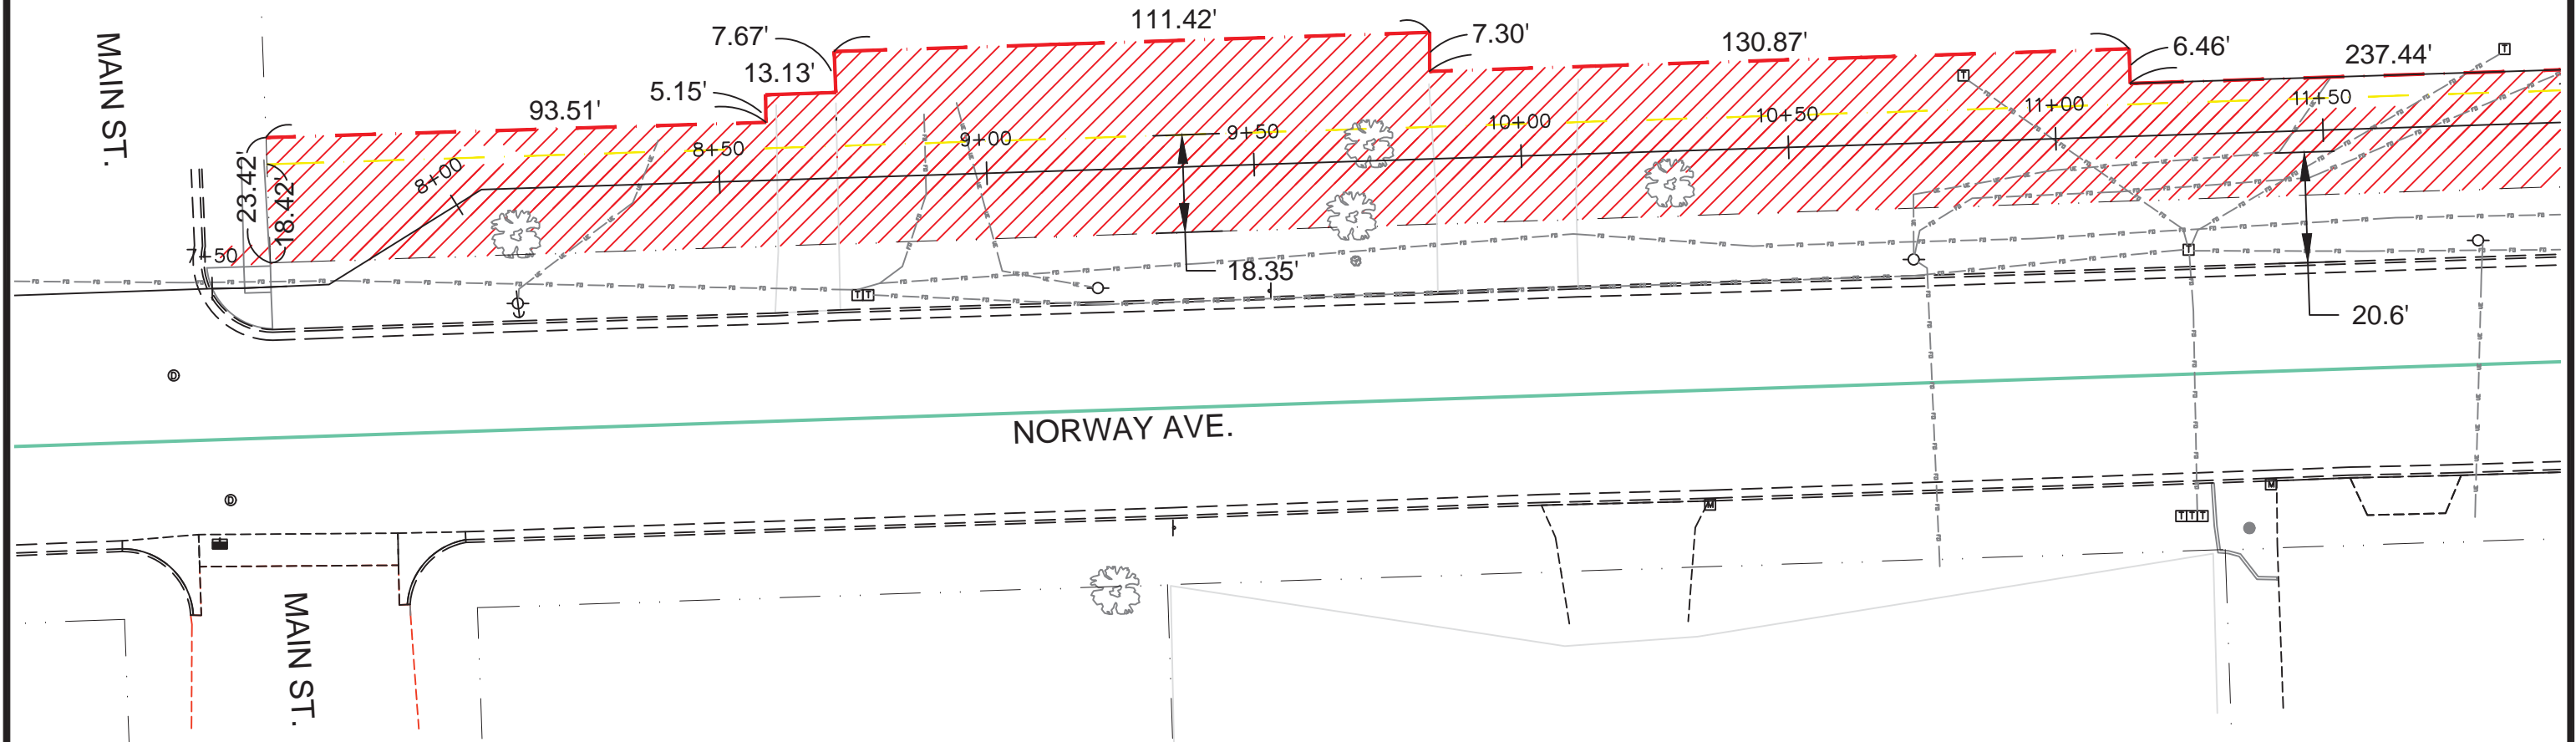 MAIN ST.
111.42'
7.67'
7.30'
130.87'
6.46'
237.44'
13.13'
5.15'
93.51'
T
T
8+00
8+50
9+00
9+50
10+00
10+50
11+00
11+50
23.42'
18.42'
7+50
18.35'
T T
T
20.6'
D
NORWAY AVE.
D
M
M
T T T
MAIN ST.